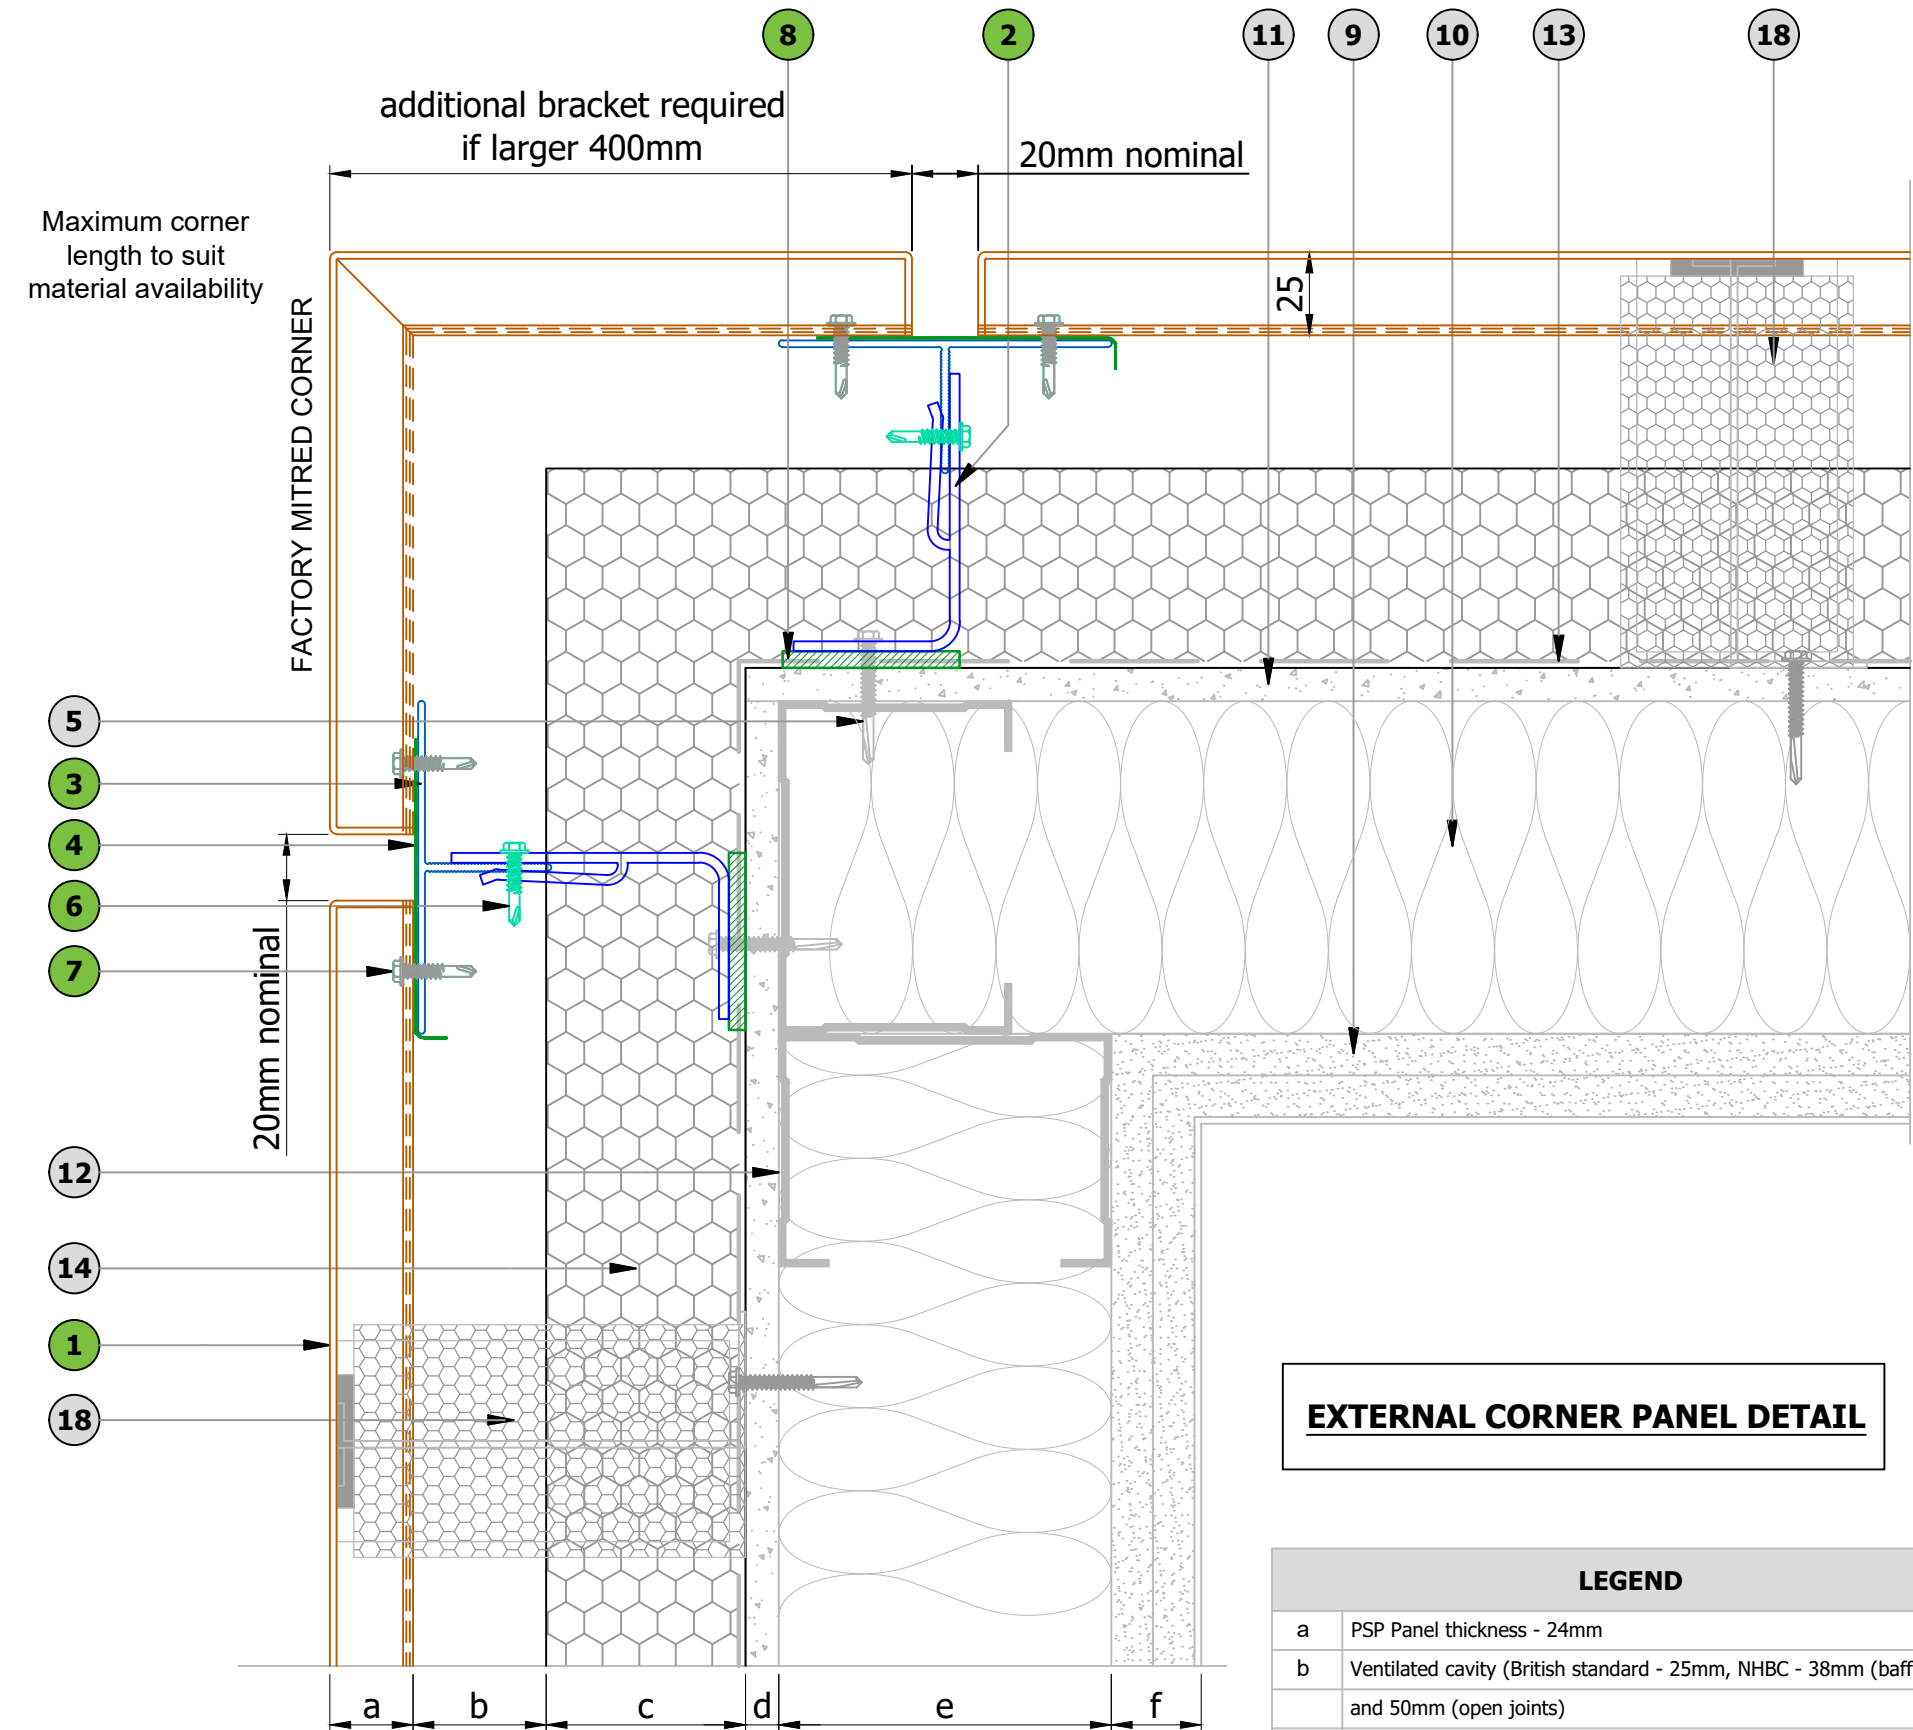 8
2
11
9
10
13
18
additional bracket required
if larger 400mm
20mm nominal
Maximum corner
length to suit
material availability
FACTORY MITRED CORNER
25
5
3
4
6
7
20mm nominal
12
14
1
18
EXTERNAL CORNER PANEL DETAIL
LEGEND
a PSP Panel thickness - 24mm
b Ventilated cavity (British standard - 25mm, NHBC - 38mm (baff
and 50mm (open joints)
a b c d e f